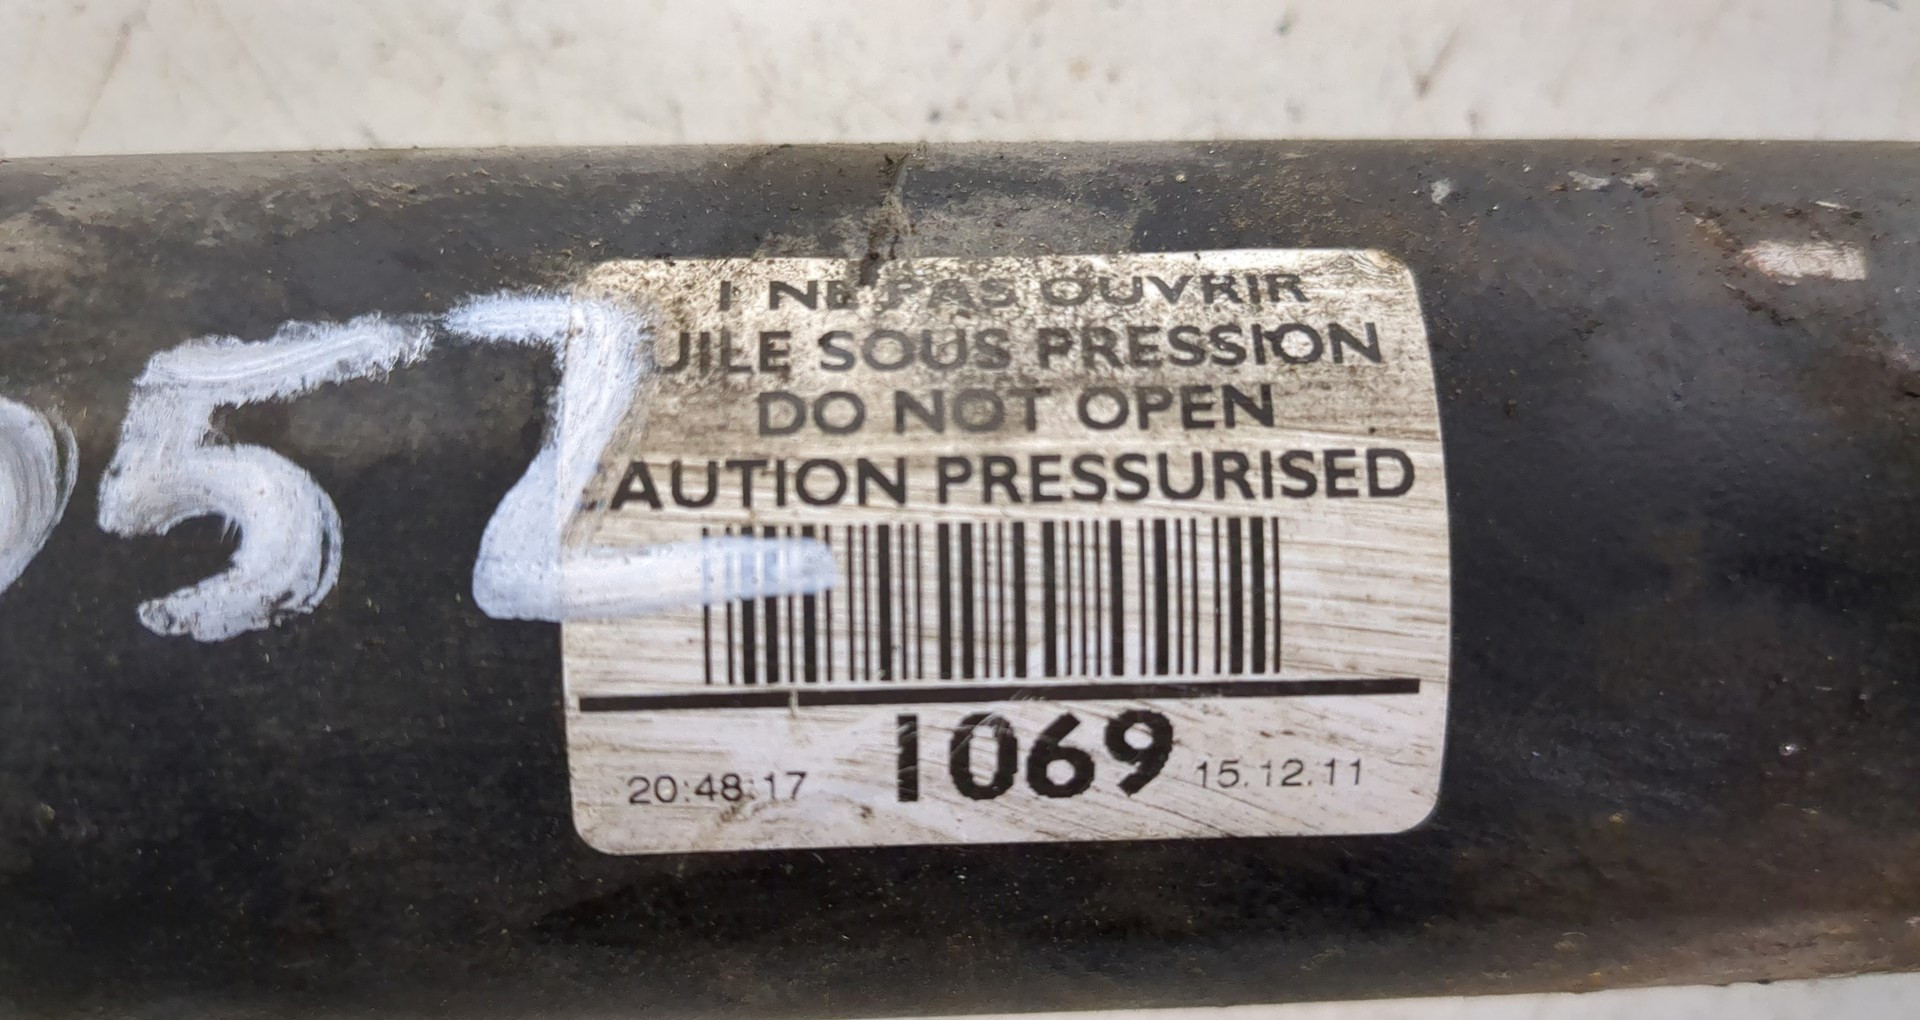 ! NE PAS OUVRIR
UILE SOUS PRESSION
DO NOT OPEN
AUTION PRESSURISED
052
20:48:17 1069 15.12.11